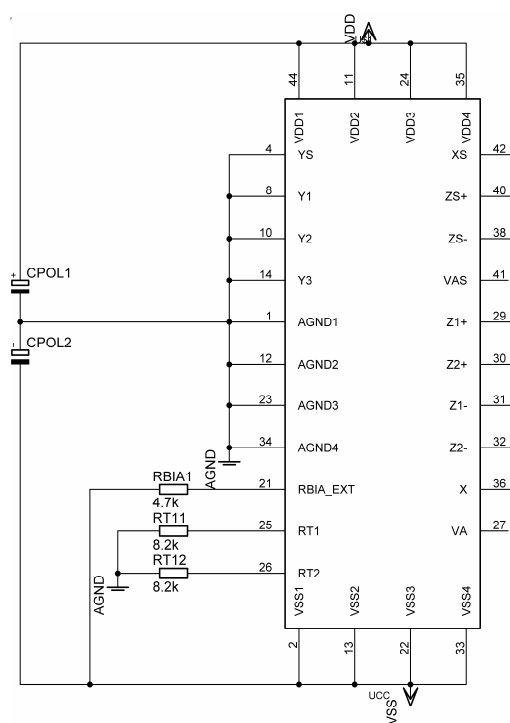 VDD
44
11
24
35
VDD1
VDD2
VDD3
VDD4
4
YS
XS
42
8
Y1
ZS+
40
10
Y2
ZS-
38
14
Y3
VAS
41
+
CPOL1
1
AGND1
Z1+
29
-
CPOL2
12
AGND2
Z2+
30
23
AGND3
Z1-
31
34
AGND4
Z2-
32
AGND
RBIA1
4.7k
21
RBIA_EXT
X
36
RT11
8.2k
25
RT1
VA
27
RT12
8.2k
26
RT2
AGND
VSS1
VSS2
VSS3
VSS4
2
13
22
33
UCC
VSS